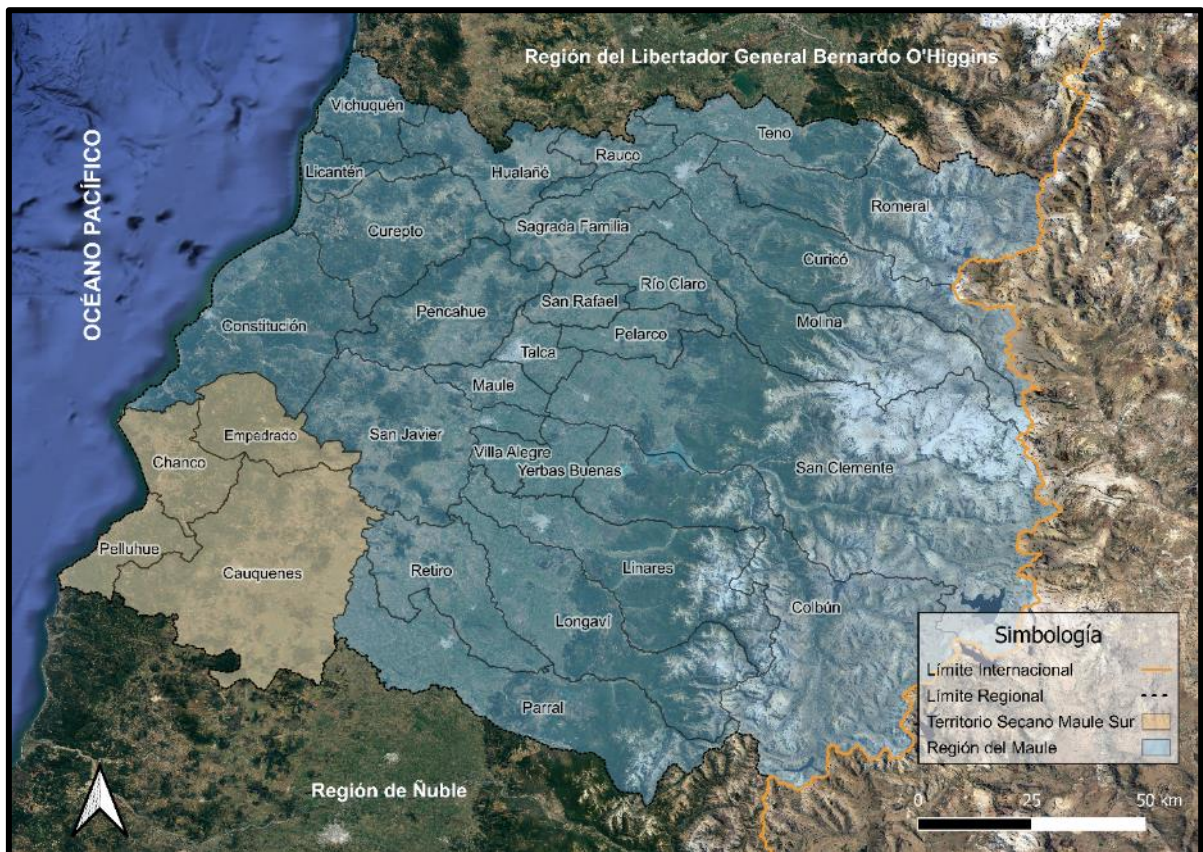 Región del Libertador General Bernardo O'Higgins
OCÉANO PACÍFICO
Vichuquén
Teno
Rauco
Licantén
Hualañé
Romeral
Curepto
Sagrada Familia
Curicó
Río Claro
San Rafael
Pencahue
Molina
Constitución
Pelarco
Talca
Maule
Empedrado
San Javier
Villa Alegre
Chanco
Yerbas Buenas
San Clemente
Pelluhue
Cauquenes
Retiro
Linares
Colbún
Longaví
Parral
Región de Ñuble
Simbología
Límite Internacional
Límite Regional
Territorio Secano Maule Sur
Región del Maule
0 25 50 km